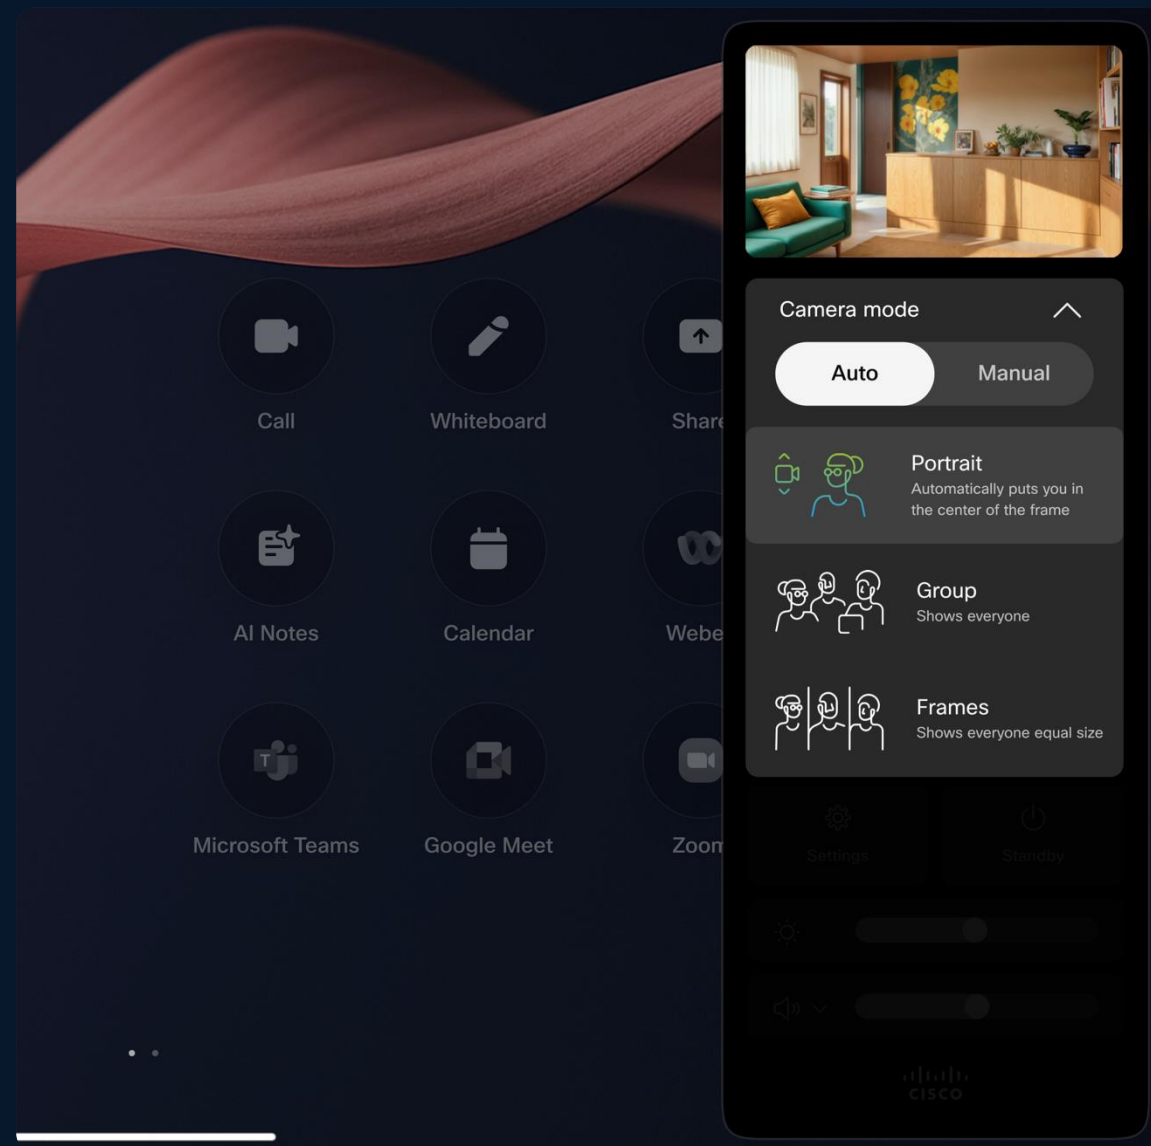 Camera mode
Auto
Manual
Portrait
Automatically puts you in
the center of the frame
Group
Shows everyone
Frames
Shows everyone equal size
Settings
Standby
CISCO
Call
Whiteboard
Share
AI Notes
Calendar
Webe
T
Microsoft Teams
Google Meet
Zoom